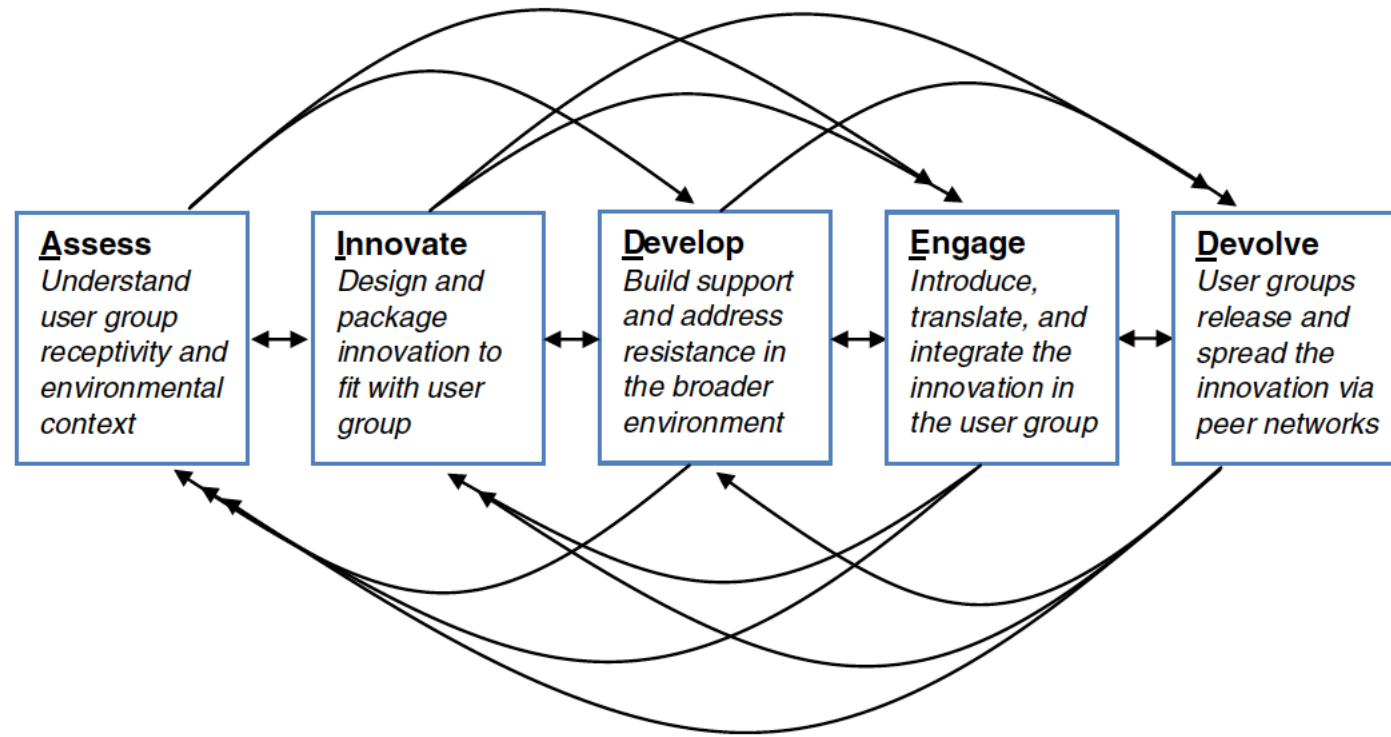 Assess
Understand
user group
receptivity and
environmental
context
Innovate
Design and
package
innovation to
fit with user
group
Develop
Build support
and address
resistance in
the broader
environment
Engage
Introduce,
translate, and
integrate the
innovation in
the user group
Devolve
User groups
release and
spread the
innovation via
peer networks